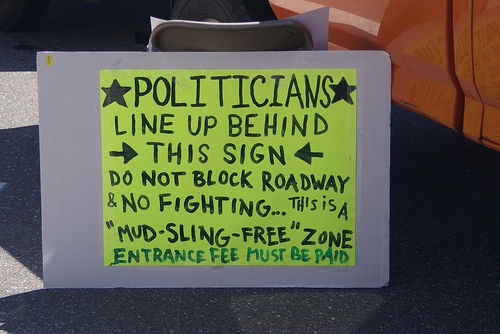 ★POLITICIANS★
LINE UP BEHIND
→ THIS SIGN ←
DO NOT BLOCK ROADWAY
& NO FIGHTING... THIS IS A
"MUD-SLING-FREE" ZONE
ENTRANCE FEE MUST BE PAID